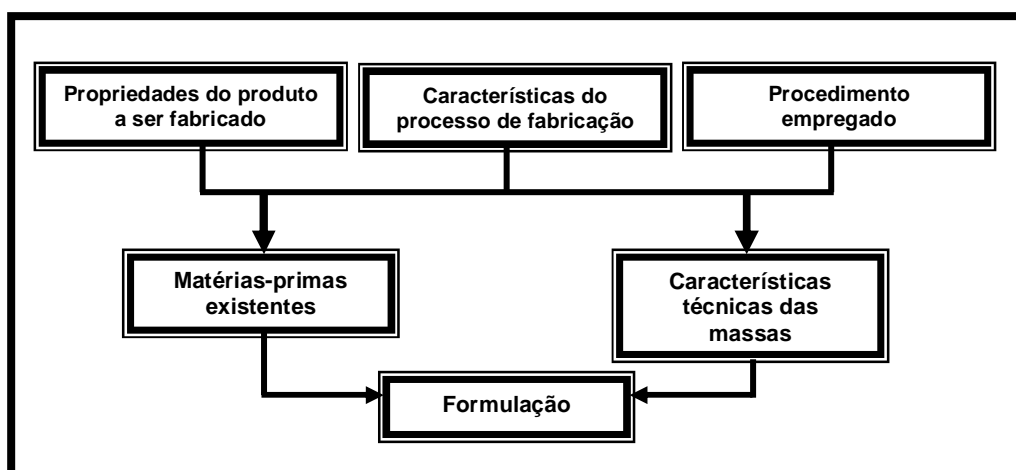 Propriedades do produto
a ser fabricado
Características do
processo de fabricação
Procedimento
empregado
Matérias-primas
existentes
Características
técnicas das
massas
Formulação